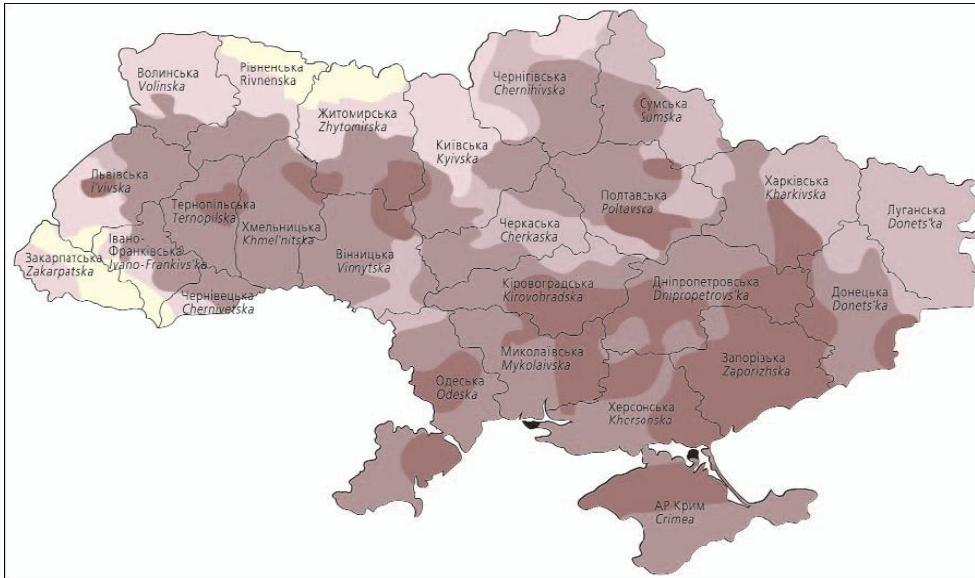 Волинська
Volinska
Рівненська
Rivnenska
Житомирська
Zhytomirska
Київська
Kyivska
Чернігівська
Chernihivska
Сумська
Sumska
Львівська
l'vivska
Тернопільська
Ternopilska
Хмельницька
Khmel'nitska
Вінницька
Vinnytska
Черкаська
Cherkaska
Полтавська
Poltavsca
Харківська
Kharkivska
Луганська
Donets'ka
Закарпатська
Zakarpatska
Івано-
Франківська
Ivano-Frankivs'ka
Чернівецька
Chernivetska
Кіровоградська
Kirovohradska
Дніпропетровська
Dnipropetrovs'ka
Донецька
Donets'ka
Одеська
Odeska
Миколаївська
Mykolaivska
Запорізька
Zaporizhska
Херсонська
Khersonska
АР Крим
Crimea